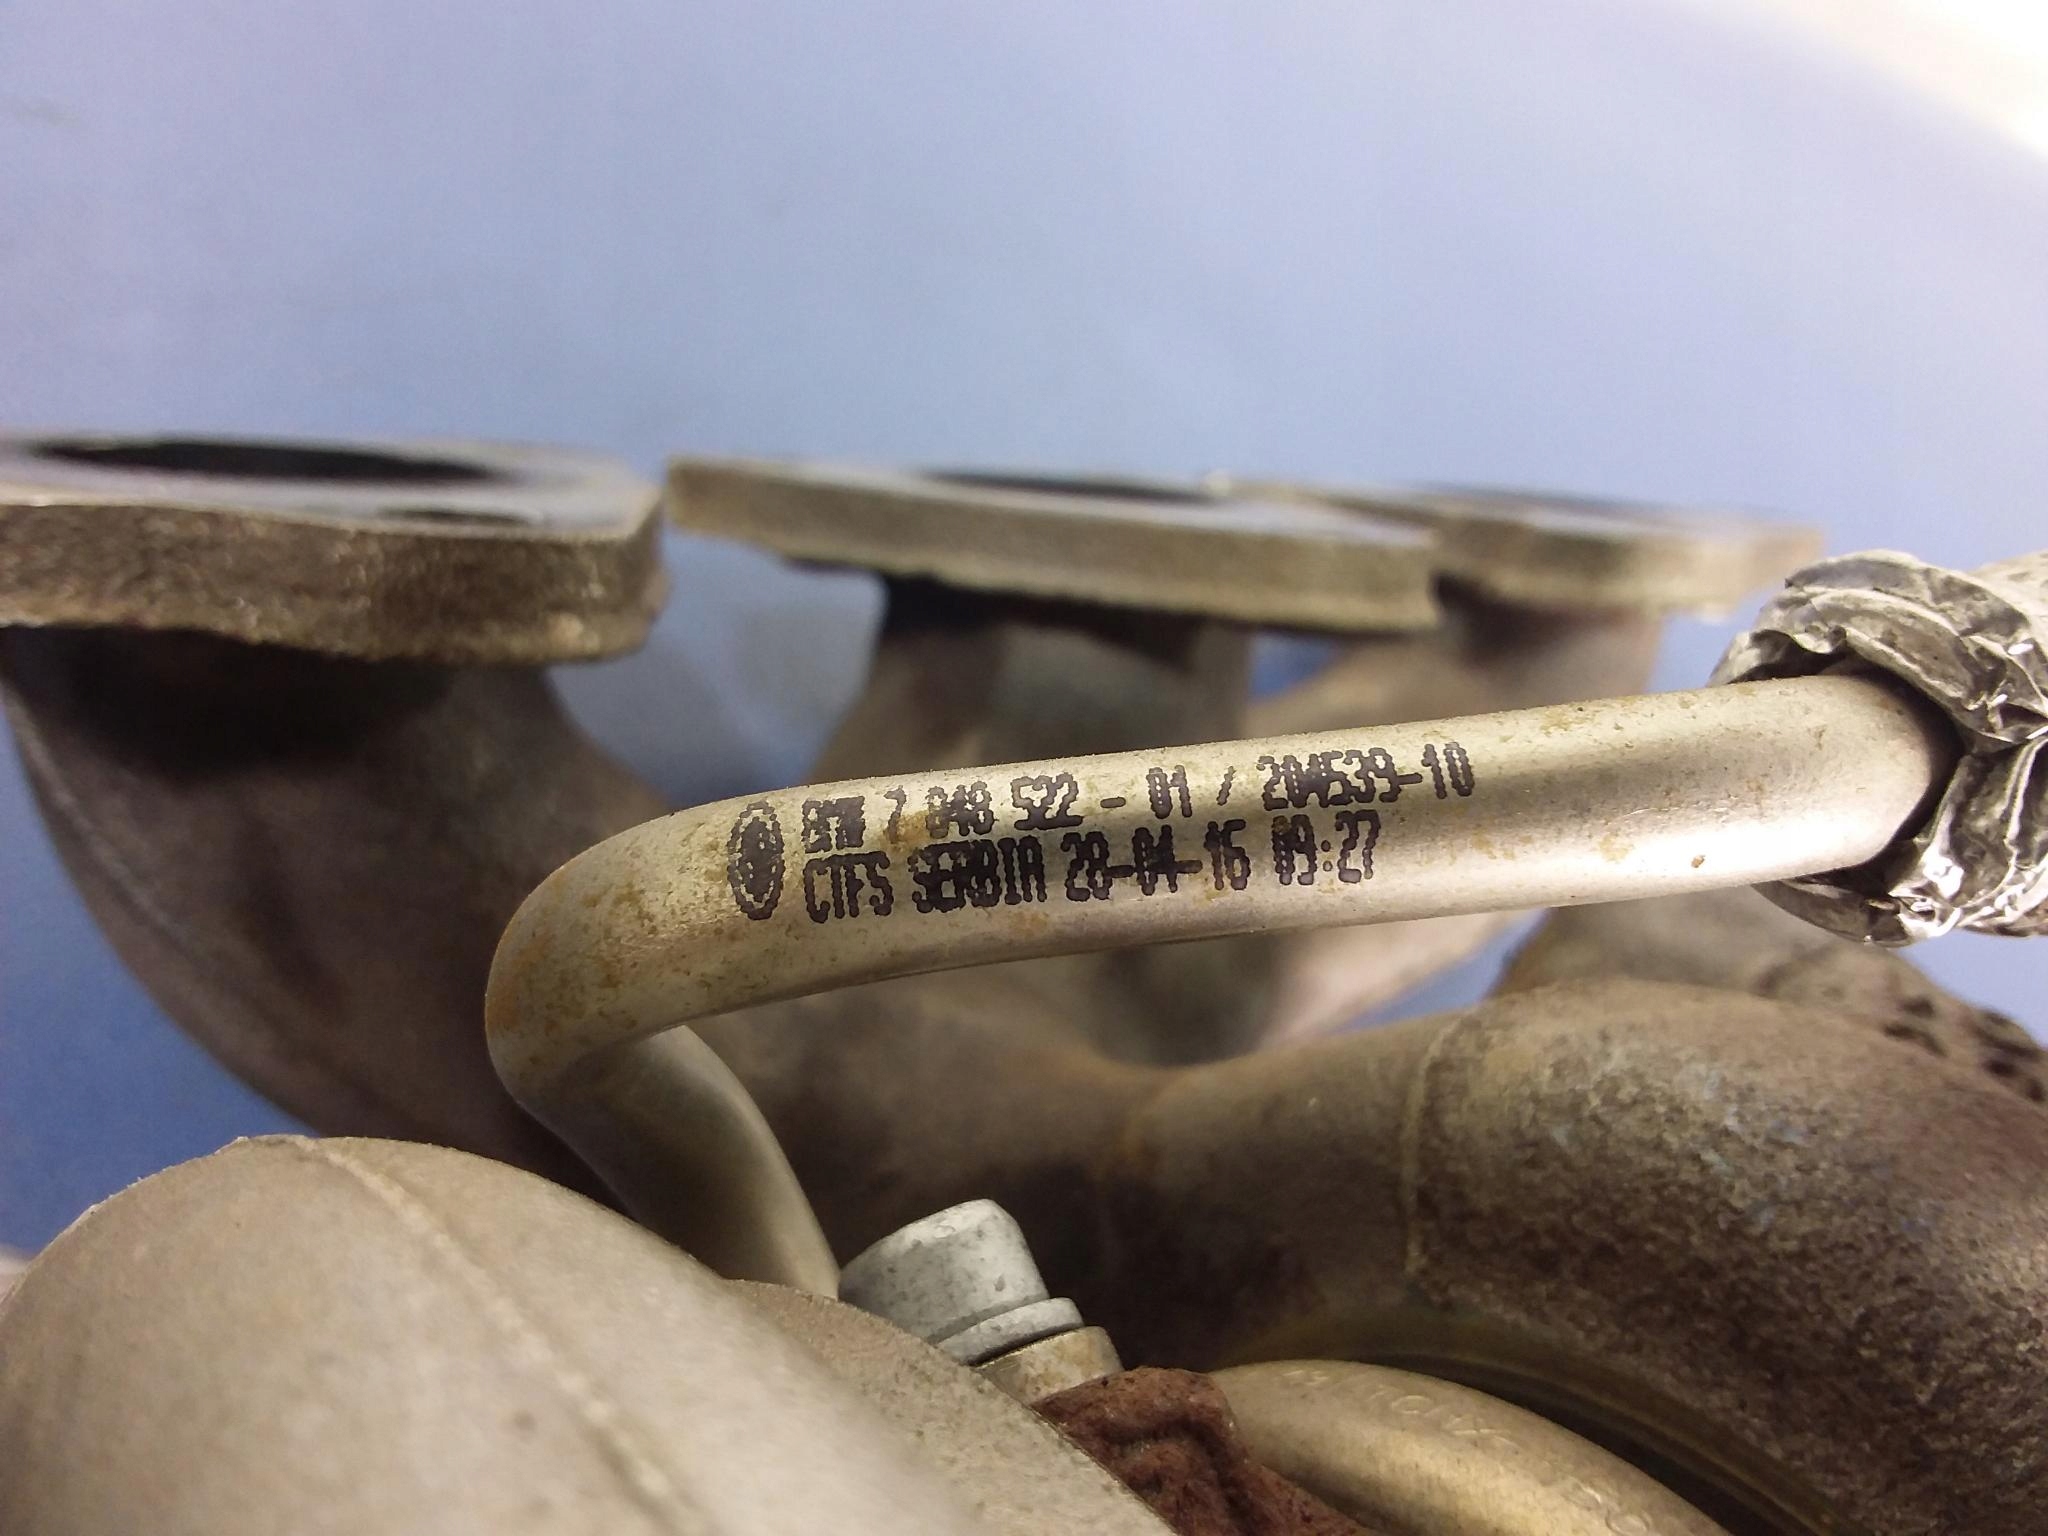 BMW 7 848 522 - 01 / 204539-10
CTFS SERBIA 28-04-16 09:27